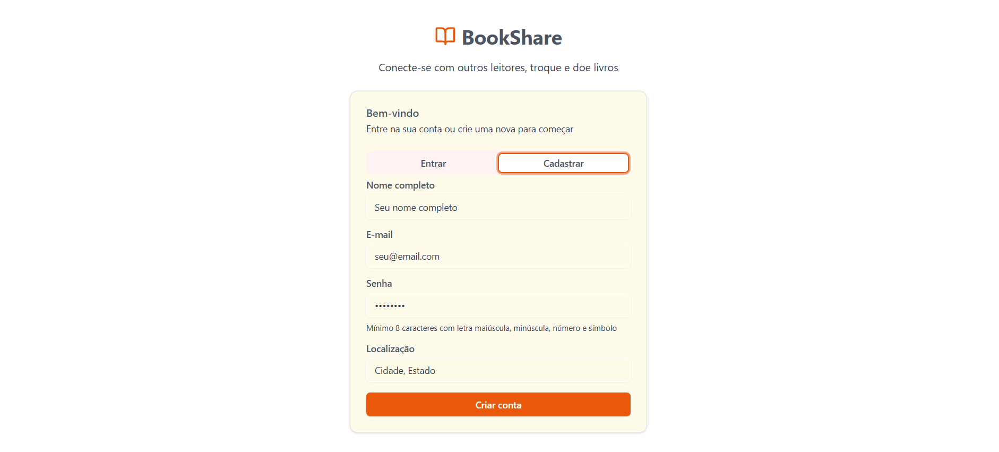 BookShare
Conecte-se com outros leitores, troque e doe livros
Bem-vindo
Entre na sua conta ou crie uma nova para começar
Entrar Cadastrar
Nome completo
Seu nome completo
E-mail
seu@email.com
Senha
••••••••
Mínimo 8 caracteres com letra maiúscula, minúscula, número e símbolo
Localização
Cidade, Estado
Criar conta